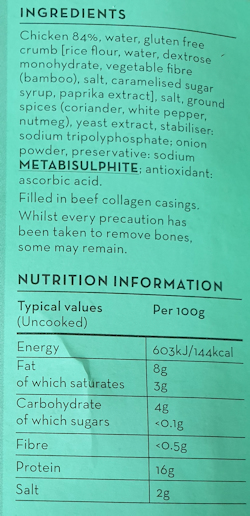 INGREDIENTS
Chicken 84%, water, gluten free
crumb [rice flour, water, dextrose
monohydrate, vegetable fibre
(bamboo), salt, caramelised sugar
syrup, paprika extract], salt, ground
spices (coriander, white pepper,
nutmeg), yeast extract, stabiliser:
sodium tripolyphosphate; onion
powder, preservative: sodium
METABISULPHITE; antioxidant:
ascorbic acid.
Filled in beef collagen casings.
Whilst every precaution has
been taken to remove bones,
some may remain.
NUTRITION INFORMATION
Typical values Per 100g
(Uncooked)
Energy 603kJ/144kcal
Fat 8g
of which saturates 3g
Carbohydrate 4g
of which sugars <0.1g
Fibre <0.5g
Protein 16g
Salt 2g